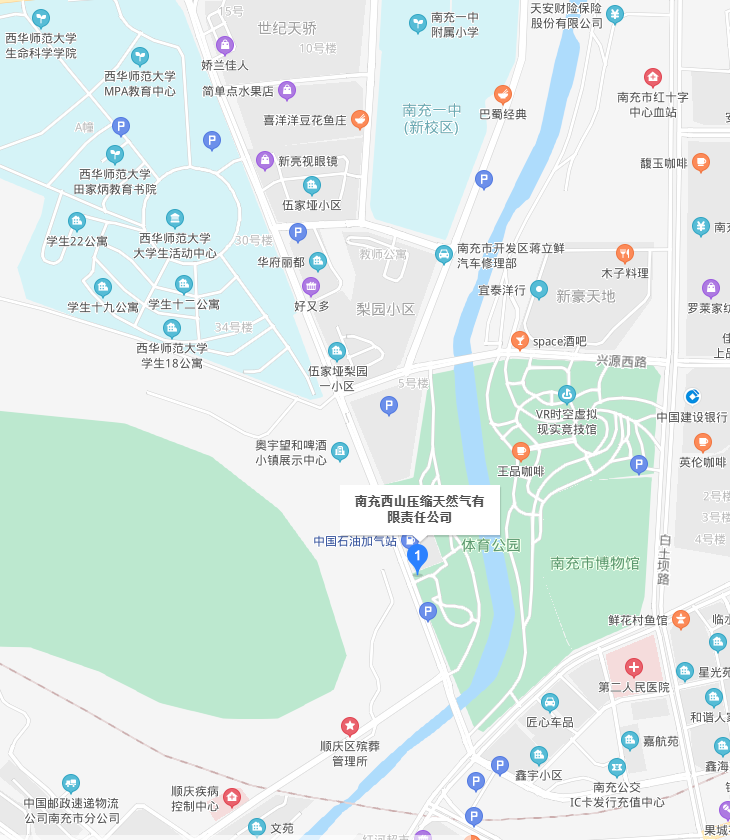 15号
天安财险保险
股份有限公司
南充一中
附属小学
西华师范大学
生命科学学院
世纪天骄
10号楼
娇兰佳人
西华师范大学
MPA教育中心
简单点水果店
南充市红十字
中心血站
巴蜀经典
南充一中
(新校区)
喜洋洋豆花鱼庄
A幢
新亮视眼镜
馥玉咖啡
西华师范大学
田家炳教育书院
伍家垭小区
学生22公寓
西华师范大学
大学生活动中心
30号楼
教师公寓
南充市开发区蒋立鲜
汽车修理部
华府丽都
木子料理
宜泰洋行
新豪天地
学生十九公寓
学生十二公寓
好又多
梨园小区
罗莱家纺
34号楼
西华师范大学
学生18公寓
space酒吧
上品
兴源西路
伍家垭梨园
一小区
5号楼
VR时空虚拟
现实竞技馆
中国建设银行
奥宇望和啤酒
小镇展示中心
王品咖啡
英伦咖啡
南充西山压缩天然气有
限责任公司
2号
3号
4号楼
中国石油加气站
1
体育公园
南充市博物馆
白土坝路
鲜花村鱼馆
临水
第二人民医院
星光苑
和谐人家
匠心车品
顺庆区殡葬
管理所
嘉航苑
鑫宇小区
鑫海
中国邮政速递物流
公司南充市分公司
顺庆疾病
控制中心
南充公交
IC卡发行充值中心
文苑
红河超市
果城